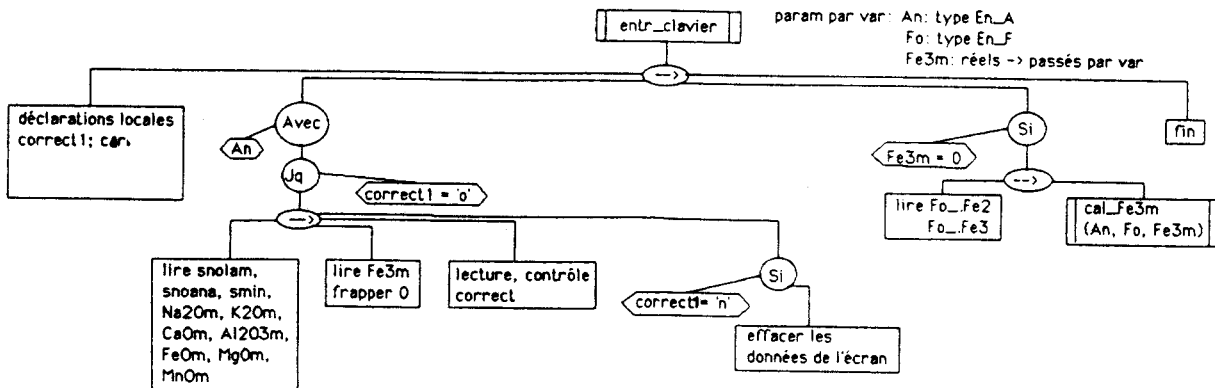 entr_clavier
param par var: An: type En_A
Fo: type En_F
Fe3m: réels -> passés par var
-->
déclarations locales
correct1; car
Avec
An
Jq
correct1 = 'o'
-->
lire snolam,
snoana, smin,
Na2Om, K2Om,
CaOm, Al2O3m,
FeOm, MgOm,
MnOm
lire Fe3m
frapper 0
lecture, contrôle
correct
Si
correct1= 'n'
effacer les
données de l'écran
Si
Fe3m = 0
-->
lire Fo_.Fe2
Fo_.Fe3
cal_Fe3m
(An, Fo, Fe3m)
fin